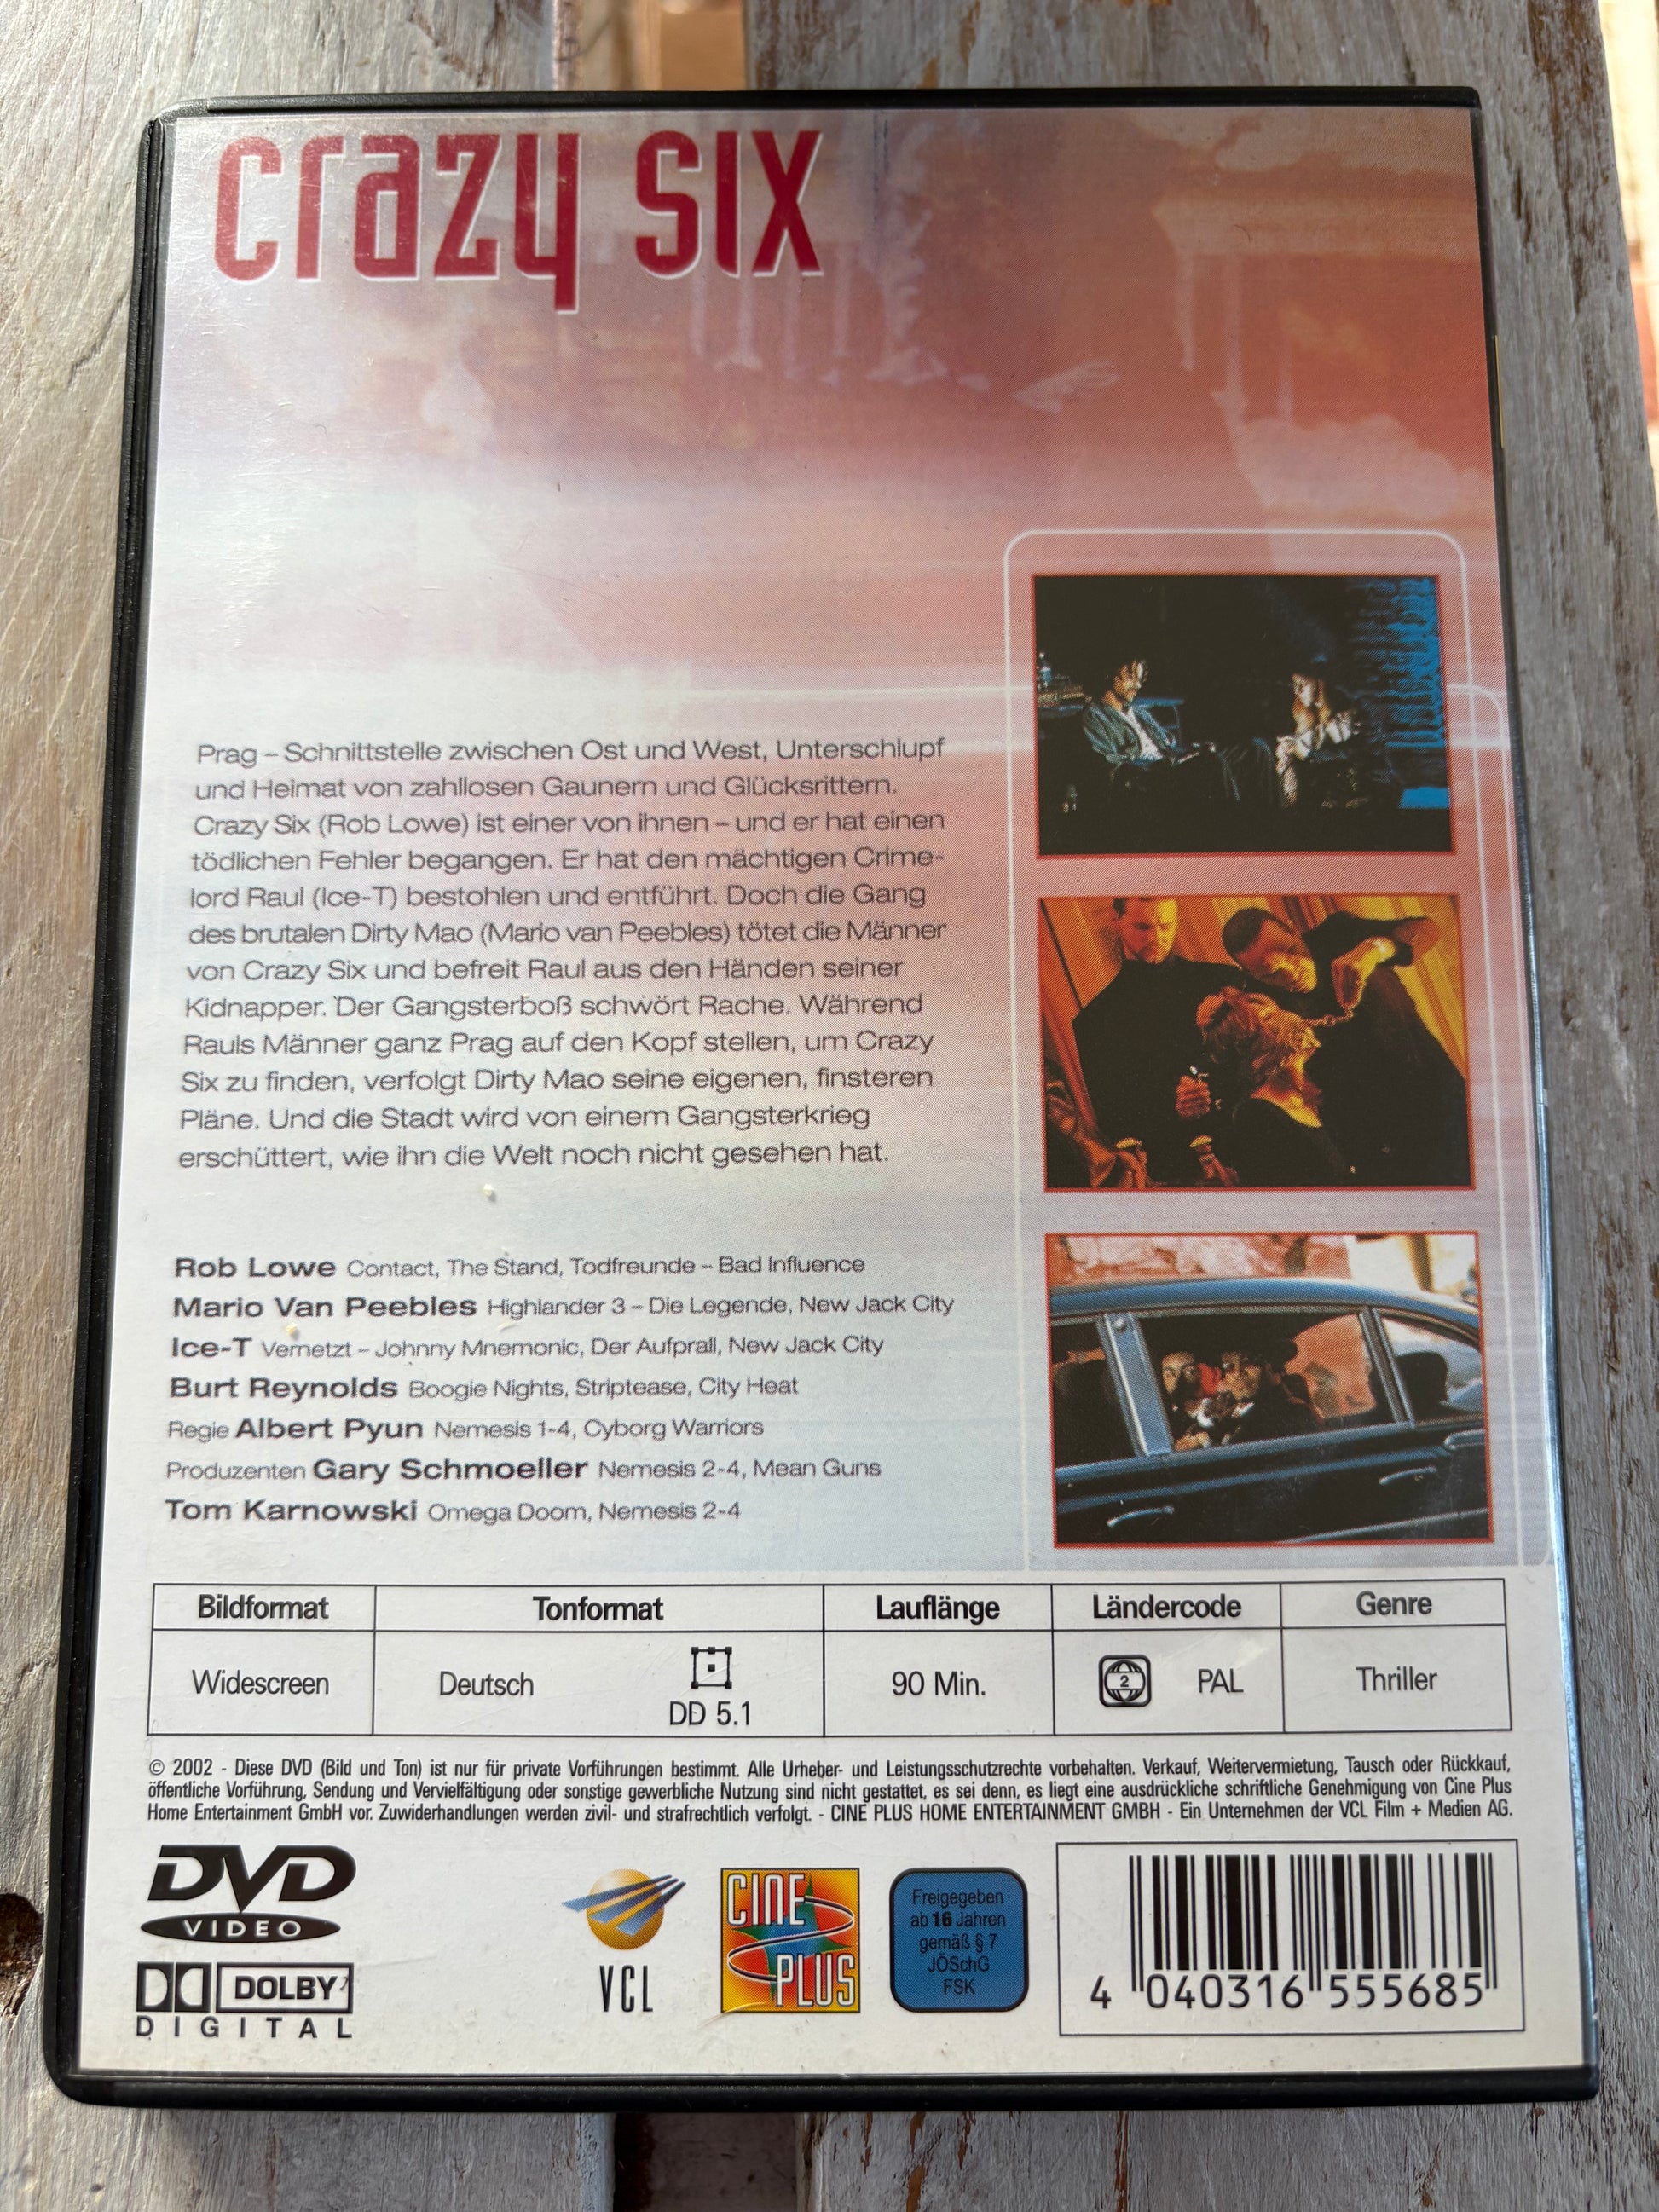 crazy six
Prag – Schnittstelle zwischen Ost und West, Unterschlupf
und Heimat von zahllosen Gaunern und Glücksrittern.
Crazy Six (Rob Lowe) ist einer von ihnen – und er hat einen
tödlichen Fehler begangen. Er hat den mächtigen Crime-
lord Raul (Ice-T) bestohlen und entführt. Doch die Gang
des brutalen Dirty Mao (Mario van Peebles) tötet die Männer
von Crazy Six und befreit Raul aus den Händen seiner
Kidnapper. Der Gangsterboß schwört Rache. Während
Rauls Männer ganz Prag auf den Kopf stellen, um Crazy
Six zu finden, verfolgt Dirty Mao seine eigenen, finsteren
Pläne. Und die Stadt wird von einem Gangsterkrieg
erschüttert, wie ihn die Welt noch nicht gesehen hat.
Rob Lowe Contact, The Stand, Todfreunde – Bad Influence
Mario Van Peebles Highlander 3 – Die Legende, New Jack City
Ice-T Vernetzt – Johnny Mnemonic, Der Aufprall, New Jack City
Burt Reynolds Boogie Nights, Striptease, City Heat
Regie Albert Pyun Nemesis 1-4, Cyborg Warriors
Produzenten Gary Schmoeller Nemesis 2-4, Mean Guns
Tom Karnowski Omega Doom, Nemesis 2-4
Bildformat Tonformat Lauflänge Ländercode Genre
Widescreen Deutsch DD 5.1 90 Min. 2 PAL Thriller
© 2002 - Diese DVD (Bild und Ton) ist nur für private Vorführungen bestimmt. Alle Urheber- und Leistungsschutzrechte vorbehalten. Verkauf, Weitervermietung, Tausch oder Rückkauf,
öffentliche Vorführung, Sendung und Vervielfältigung oder sonstige gewerbliche Nutzung sind nicht gestattet, es sei denn, es liegt eine ausdrückliche schriftliche Genehmigung von Cine Plus
Home Entertainment GmbH vor. Zuwiderhandlungen werden zivil- und strafrechtlich verfolgt. - CINE PLUS HOME ENTERTAINMENT GMBH - Ein Unternehmen der VCL Film + Medien AG.
DVD
VIDEO
DOLBY
DIGITAL
VCL
CINE
PLUS
Freigegeben
ab 16 Jahren
gemäß § 7
JÖSchG
FSK
4 040316 555685